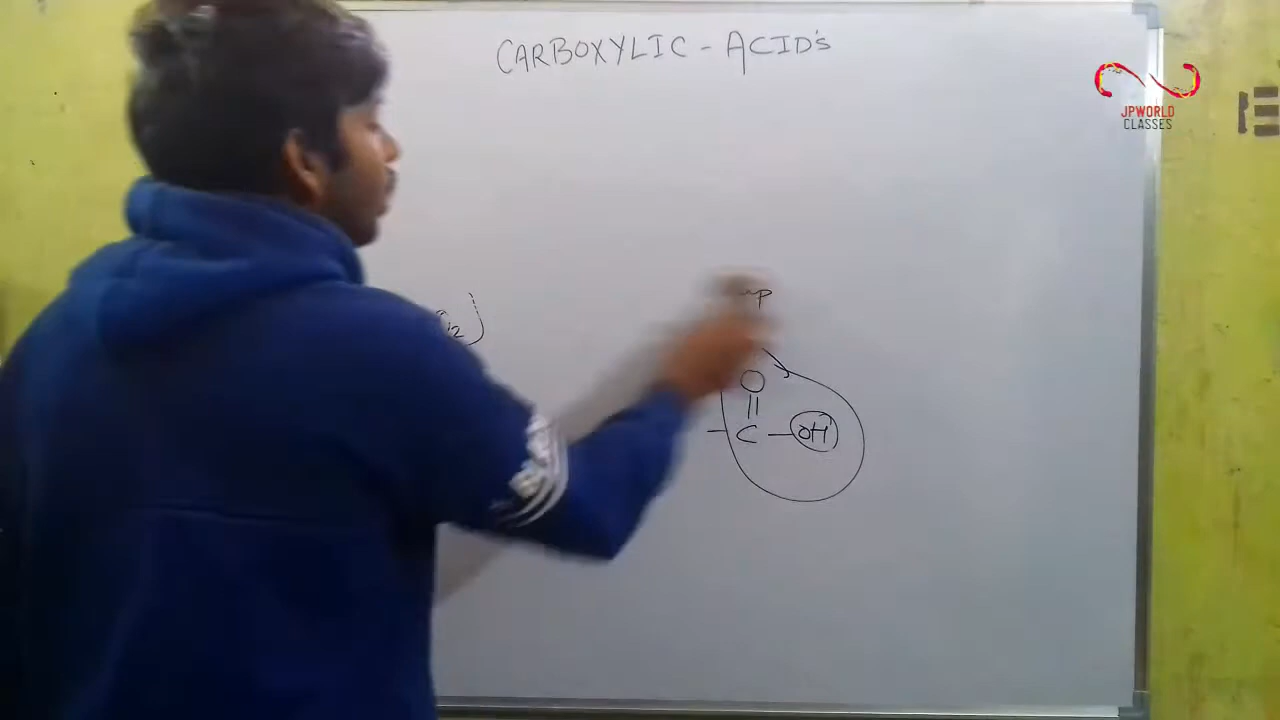 CARBOXYLIC - ACID'S
JPWORLD
CLASSES
O
C - OH